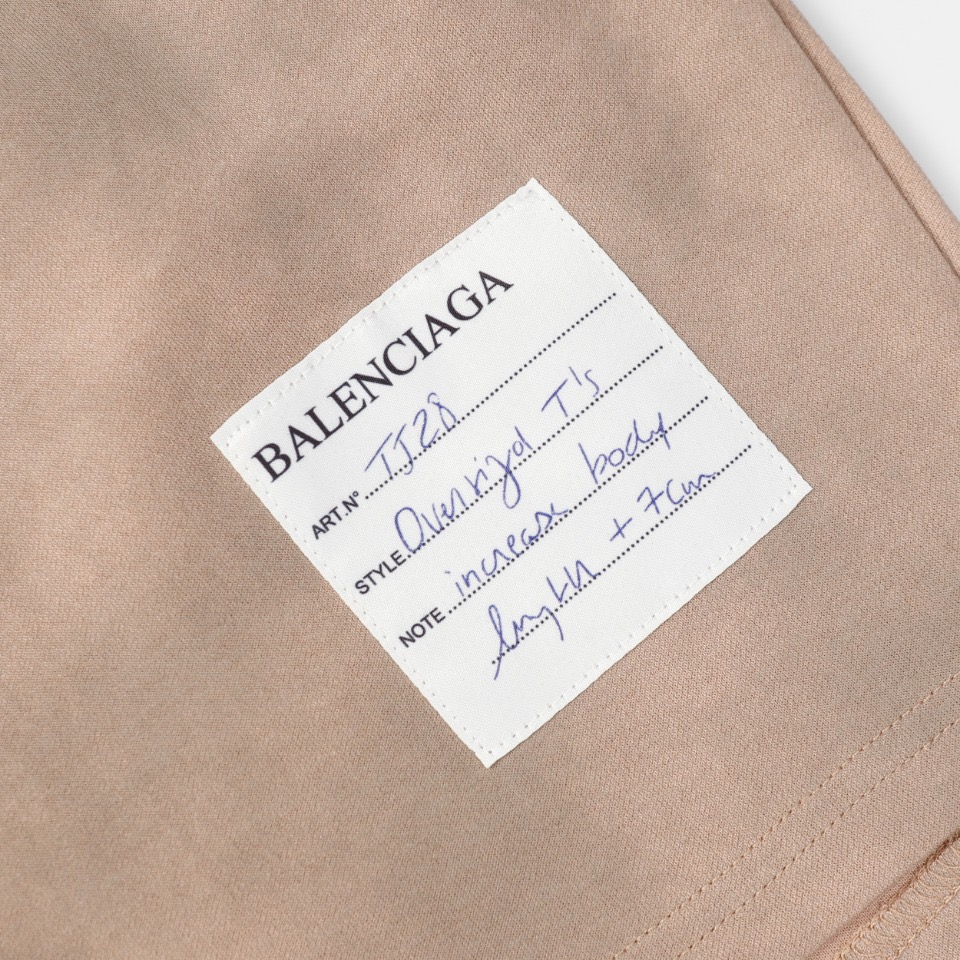 BALENCIAGA
ART.N° TJ28
STYLE Oversized T's
NOTE increase body
length + 7cm